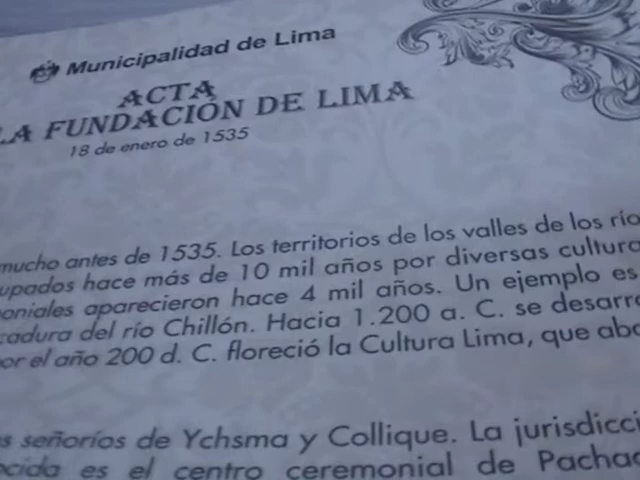 Municipalidad de Lima
ACTA
LA FUNDACIÓN DE LIMA
18 de enero de 1535
mucho antes de 1535. Los territorios de los valles de los río
upados hace más de 10 mil años por diversas cultura
oniales aparecieron hace 4 mil años. Un ejemplo es
cadura del río Chillón. Hacia 1.200 a. C. se desarro
or el año 200 d. C. floreció la Cultura Lima, que abo
s señoríos de Ychsma y Collique. La jurisdicci
ocida es el centro ceremonial de Pachac